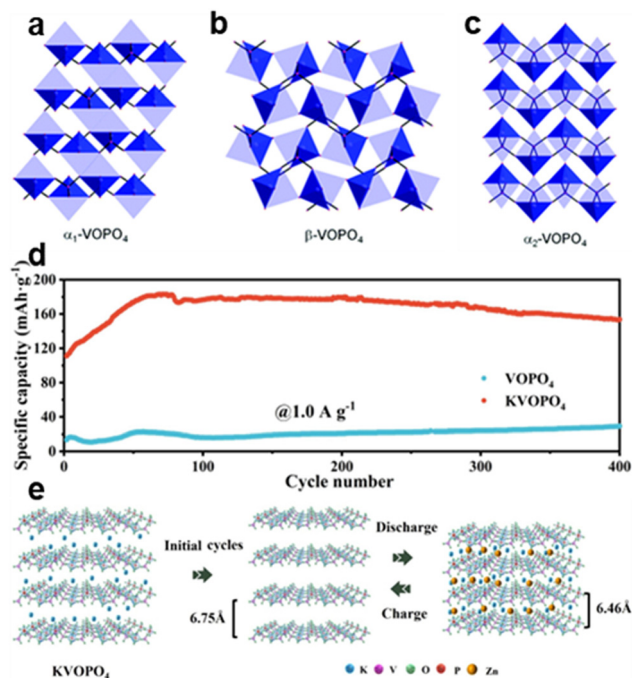 a
b
c
α₁-VOPO₄
β-VOPO₄
α₂-VOPO₄
d
Specific capacity (mAh·g⁻¹)
200
160
120
80
40
0
VOPO₄
KVOPO₄
@1.0 A g⁻¹
0
100
200
300
400
Cycle number
e
Initial cycles
Discharge
Charge
6.75Å
6.46Å
KVOPO₄
K V O P Zn